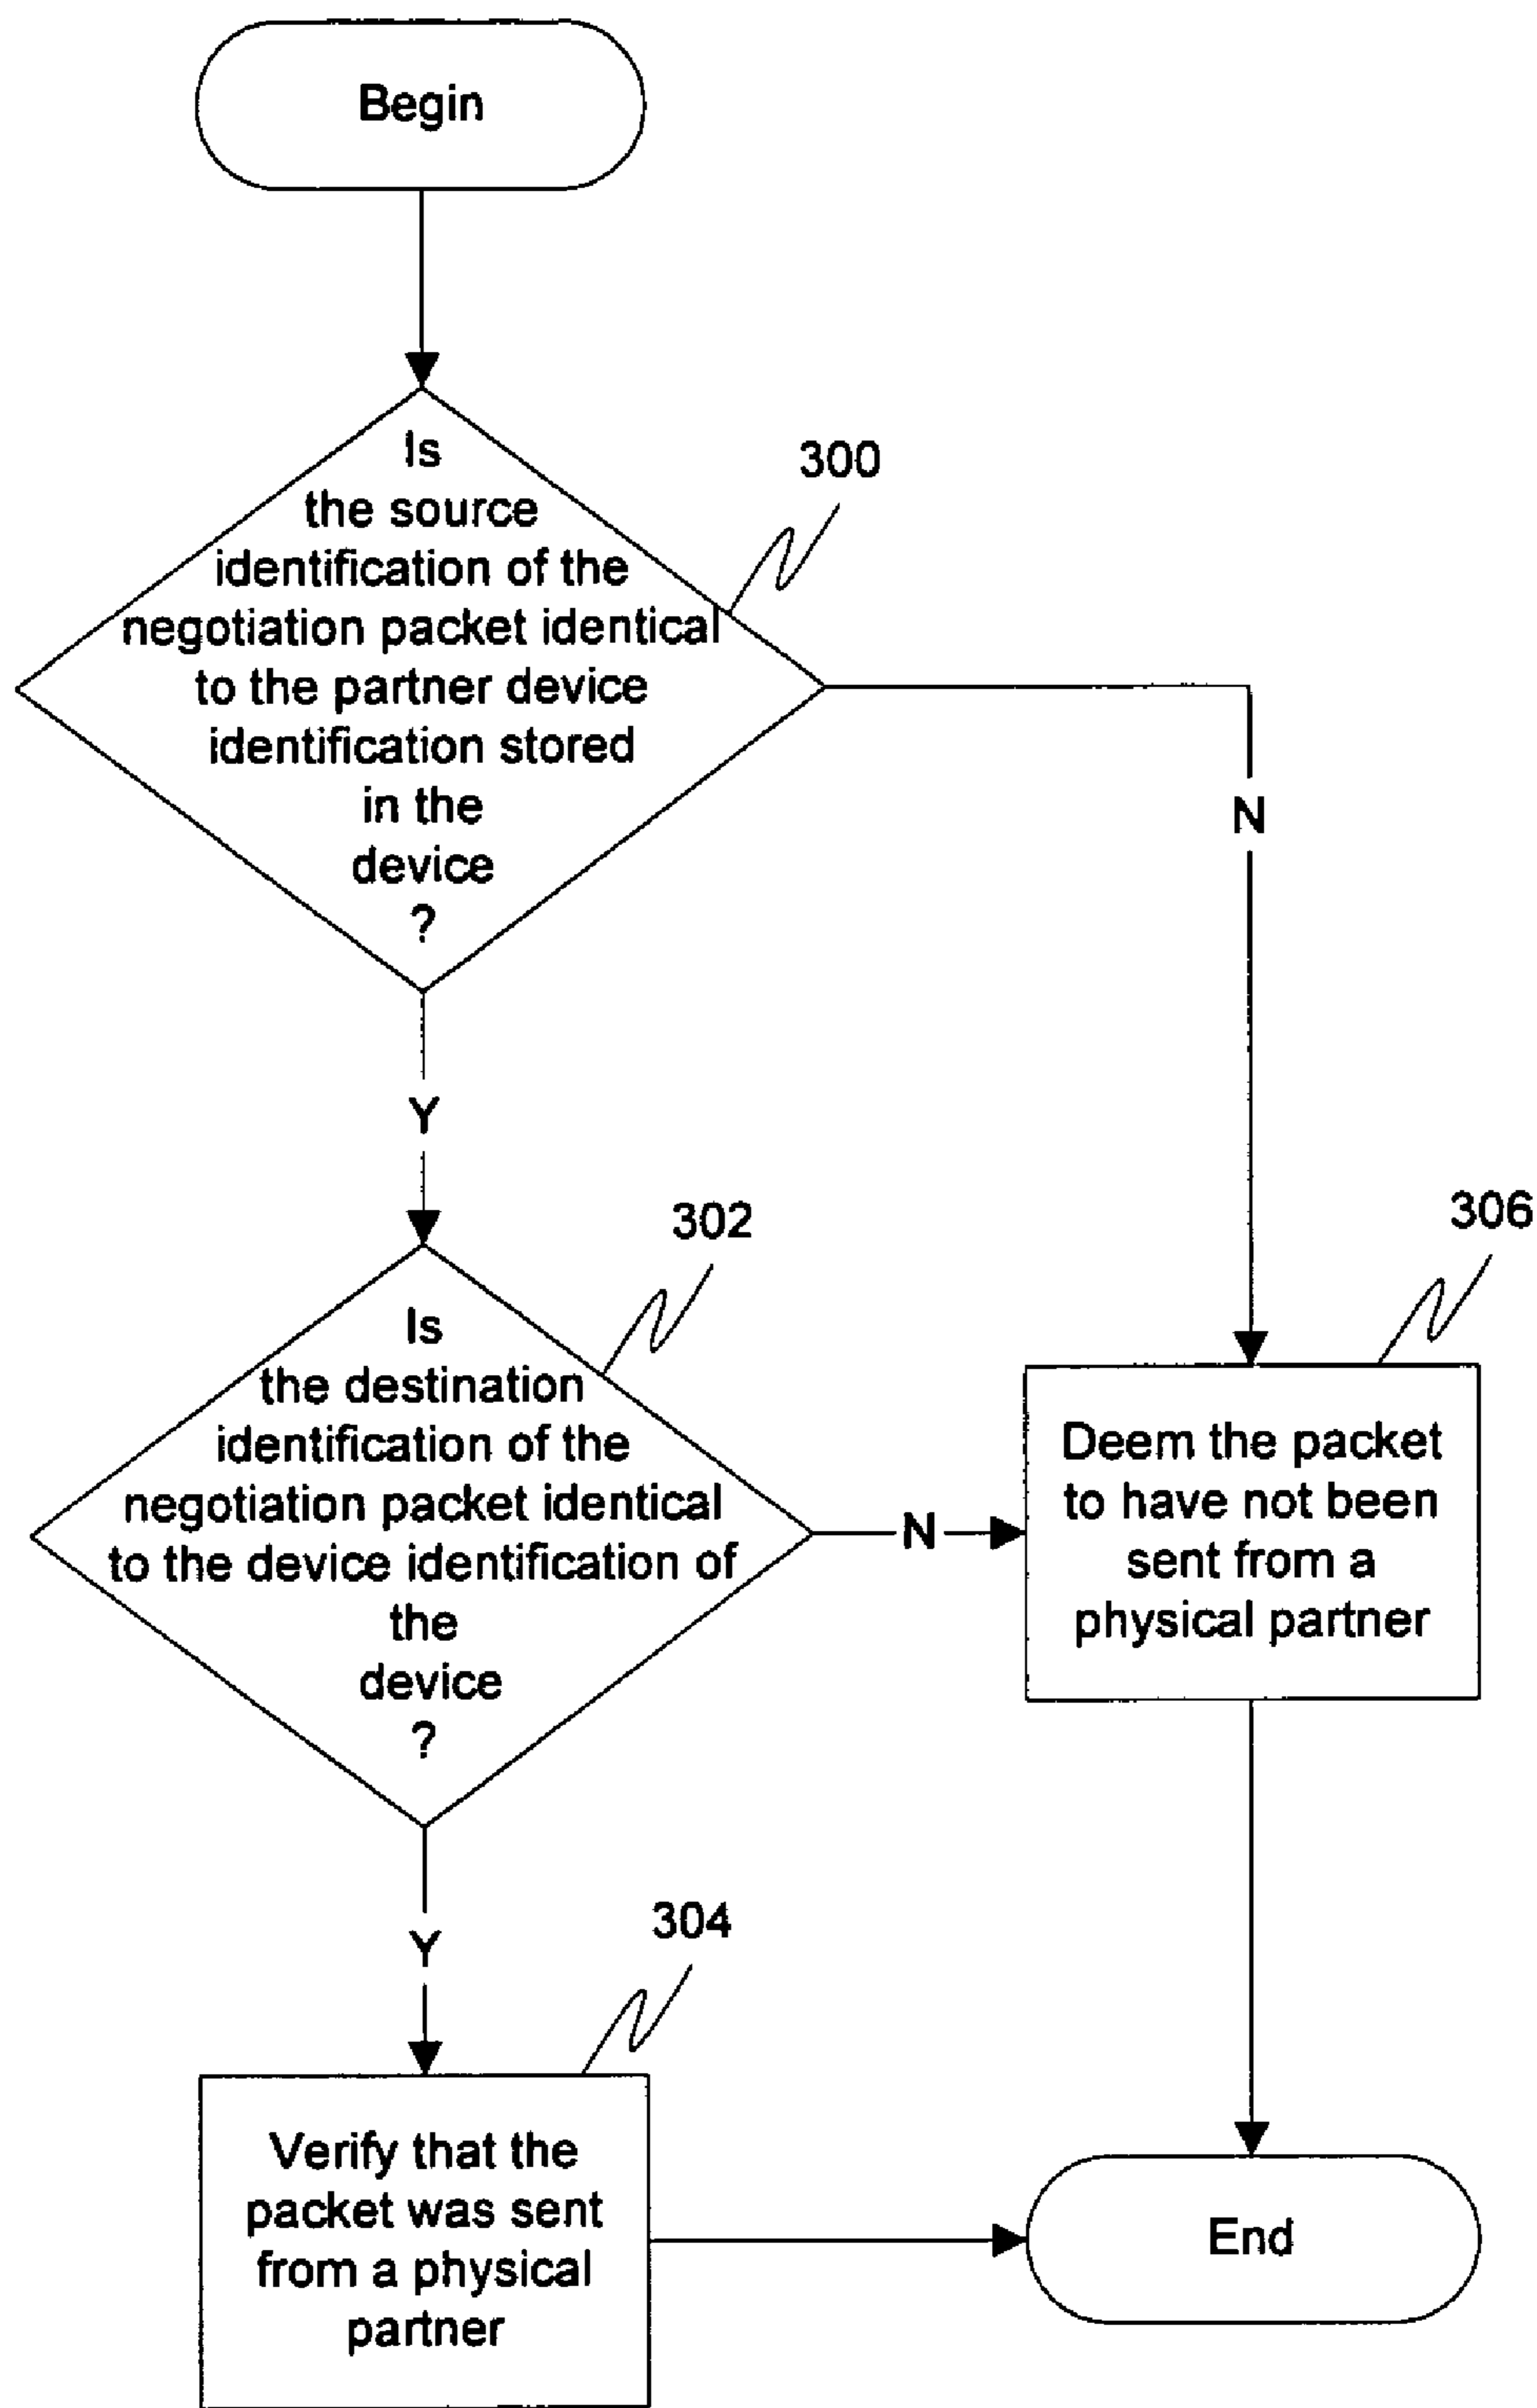 Begin
Is
the source
identification of the
negotiation packet identical
to the partner device
identification stored
in the
device
?
300
N
Y
302
306
Is
the destination
identification of the
negotiation packet identical
to the device identification of
the
device
?
N
Deem the packet
to have not been
sent from a
physical partner
Y
304
Verify that the
packet was sent
from a physical
partner
End